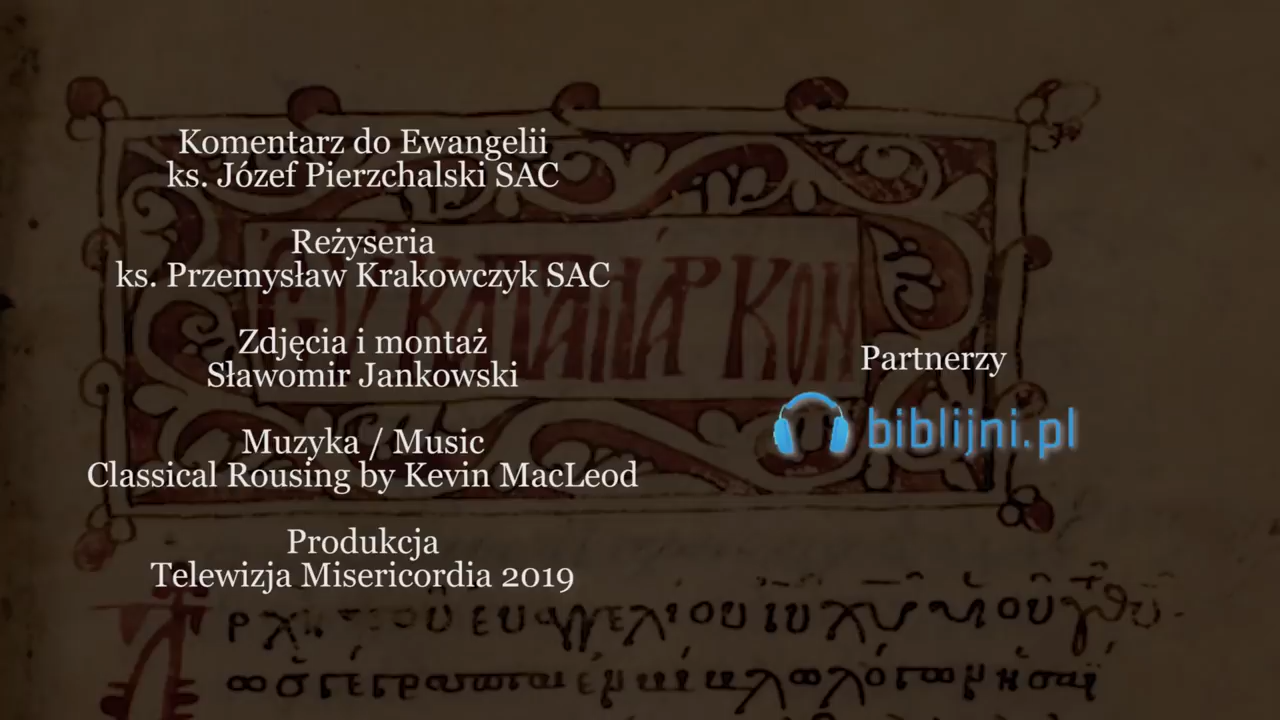 Komentarz do Ewangelii
ks. Józef Pierzchalski SAC
Reżyseria
ks. Przemysław Krakowczyk SAC
Zdjęcia i montaż
Sławomir Jankowski
Muzyka / Music
Classical Rousing by Kevin MacLeod
Produkcja
Telewizja Misericordia 2019
Partnerzy
biblijni.pl